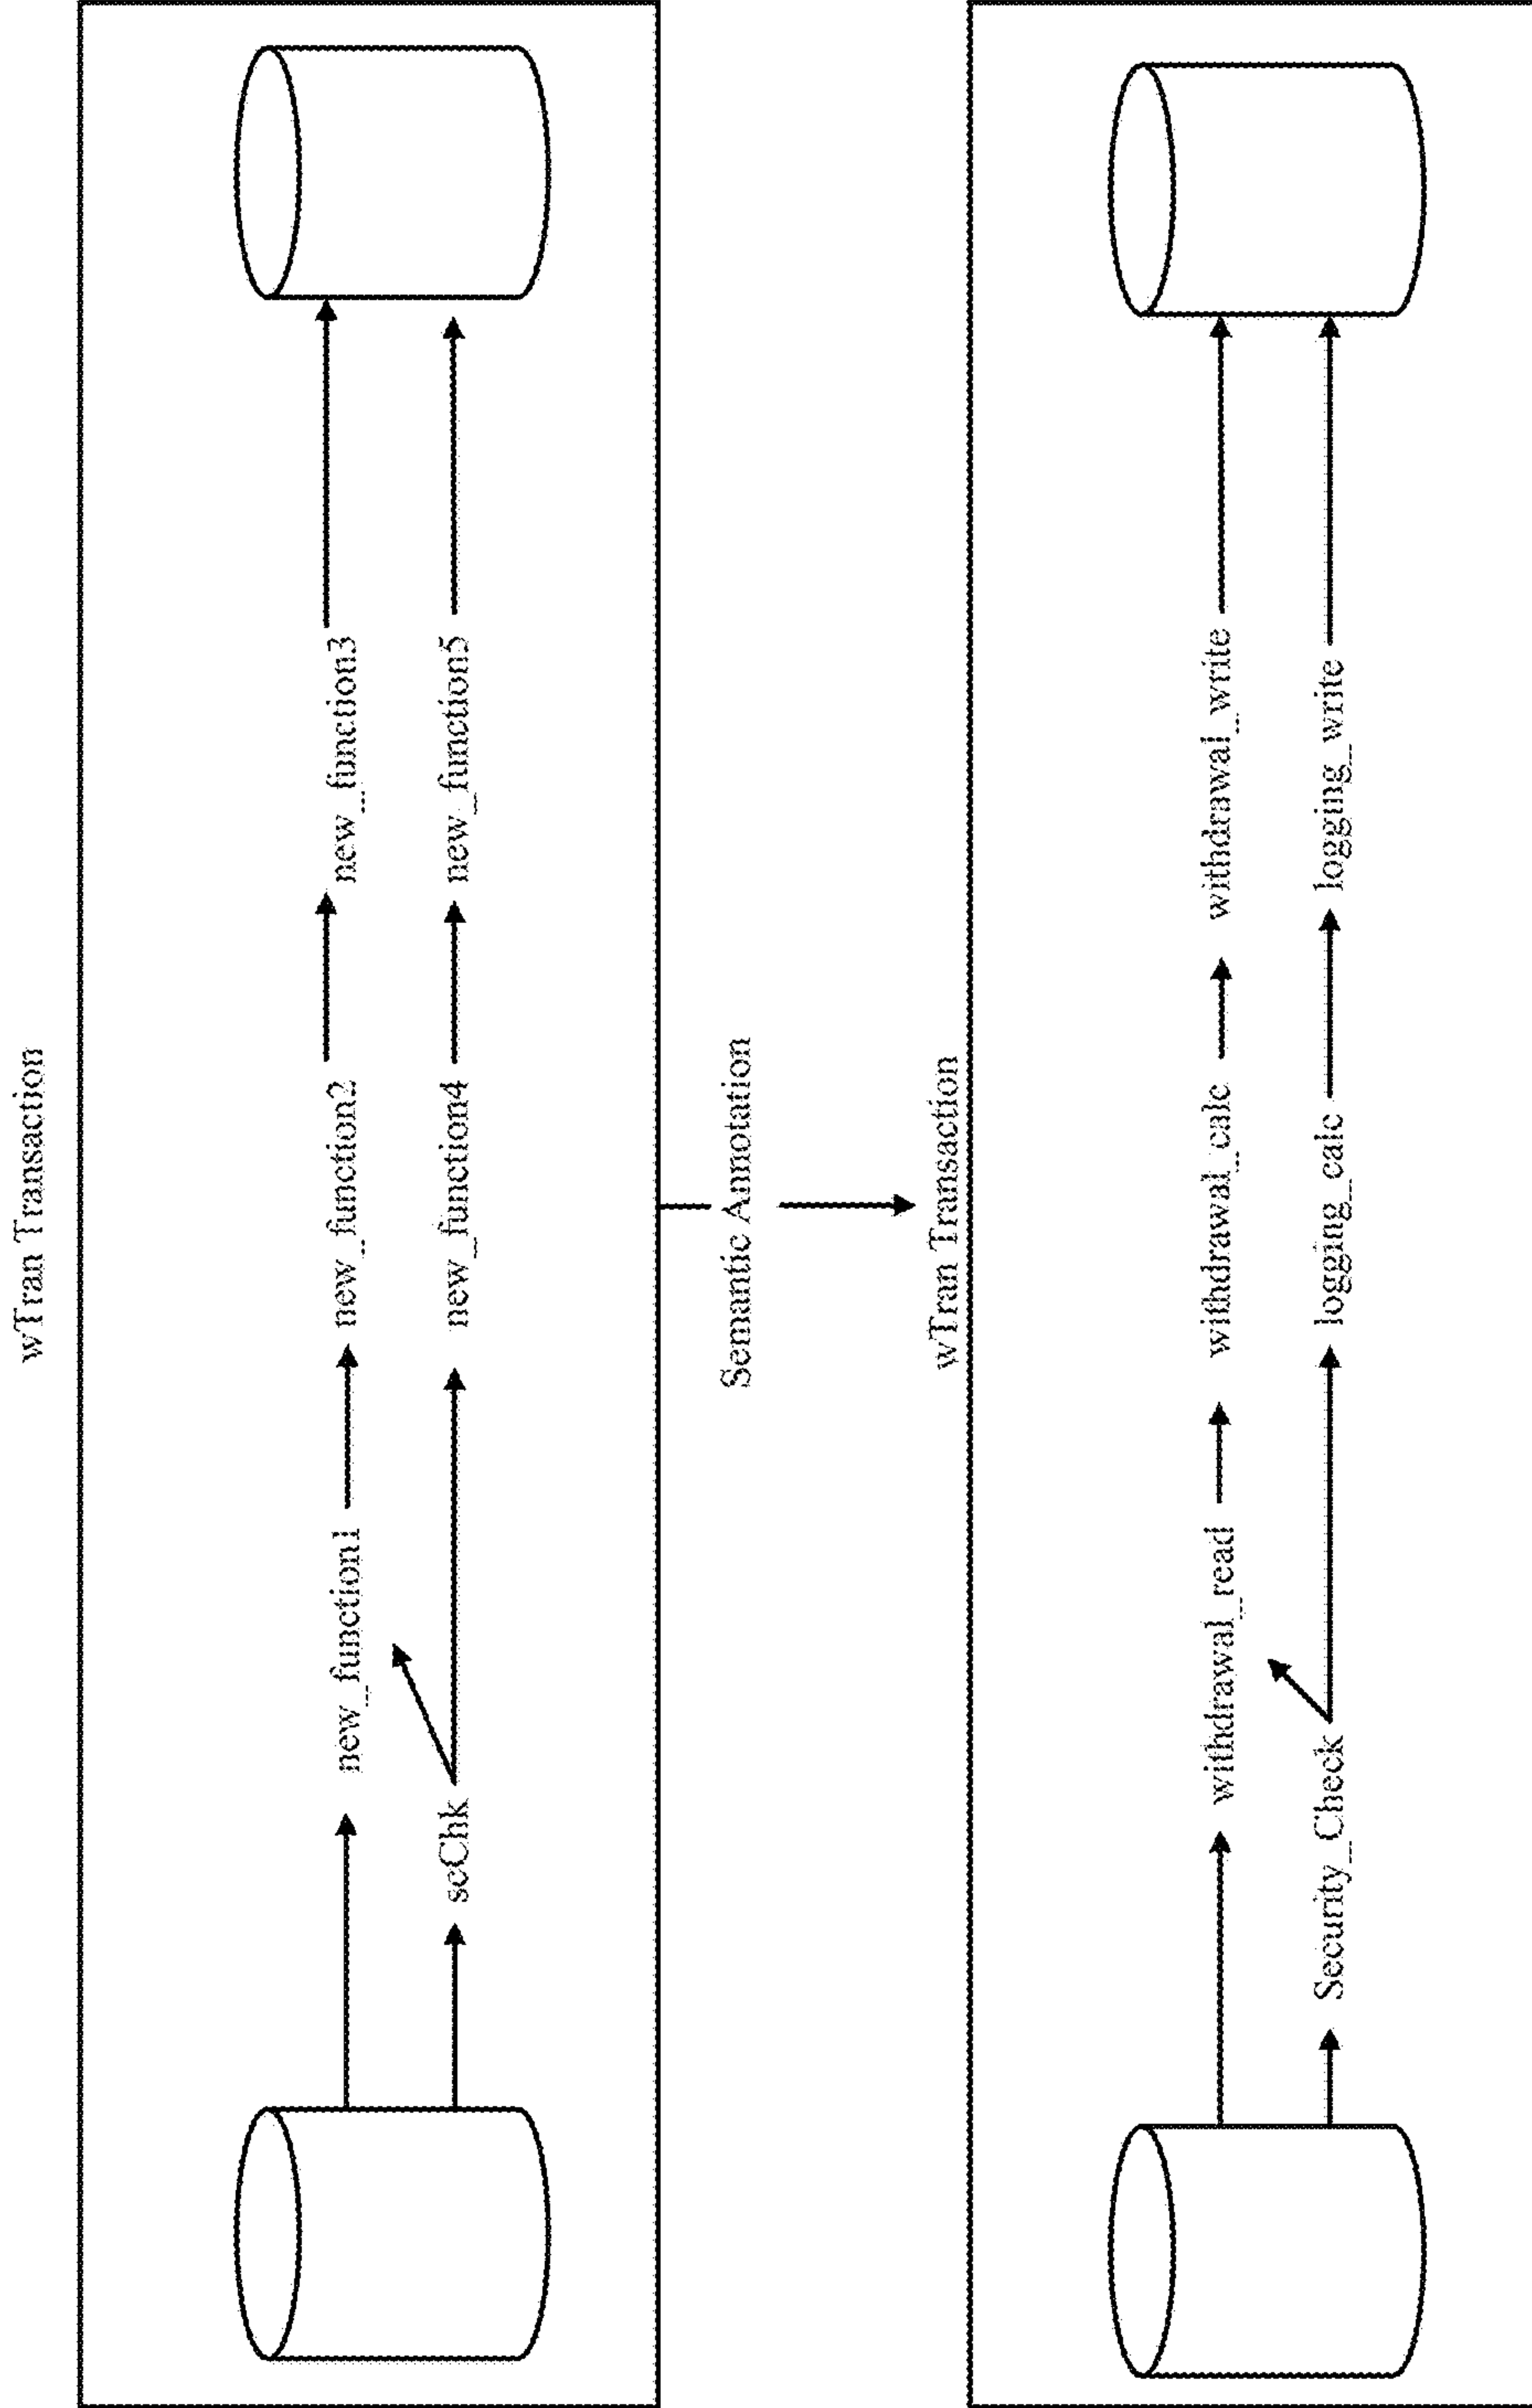 wTran Transaction
new_function1 new_function2 new_function3
scChk new_function4 new_function5
Semantic Annotation
wTran Transaction
withdrawal_read withdrawal_calc withdrawal_write
Security_Check logging_calc logging_write